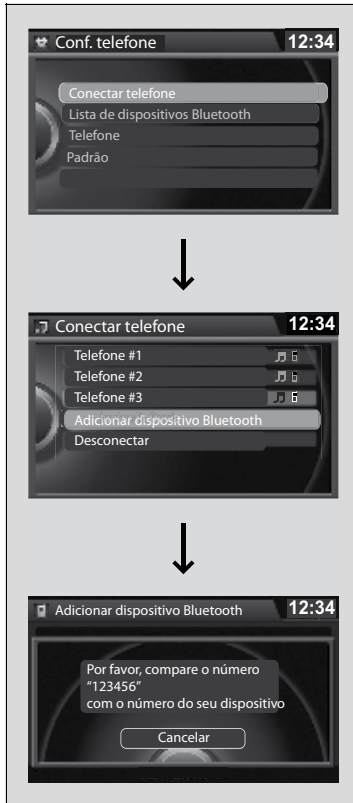 Conf. telefone 12:34
Conectar telefone
Lista de dispositivos Bluetooth
Telefone
Padrão
Conectar telefone 12:34
Telefone #1
Telefone #2
Telefone #3
Adicionar dispositivo Bluetooth
Desconectar
Adicionar dispositivo Bluetooth 12:34
Por favor, compare o número
“123456”
com o número do seu dispositivo
Cancelar